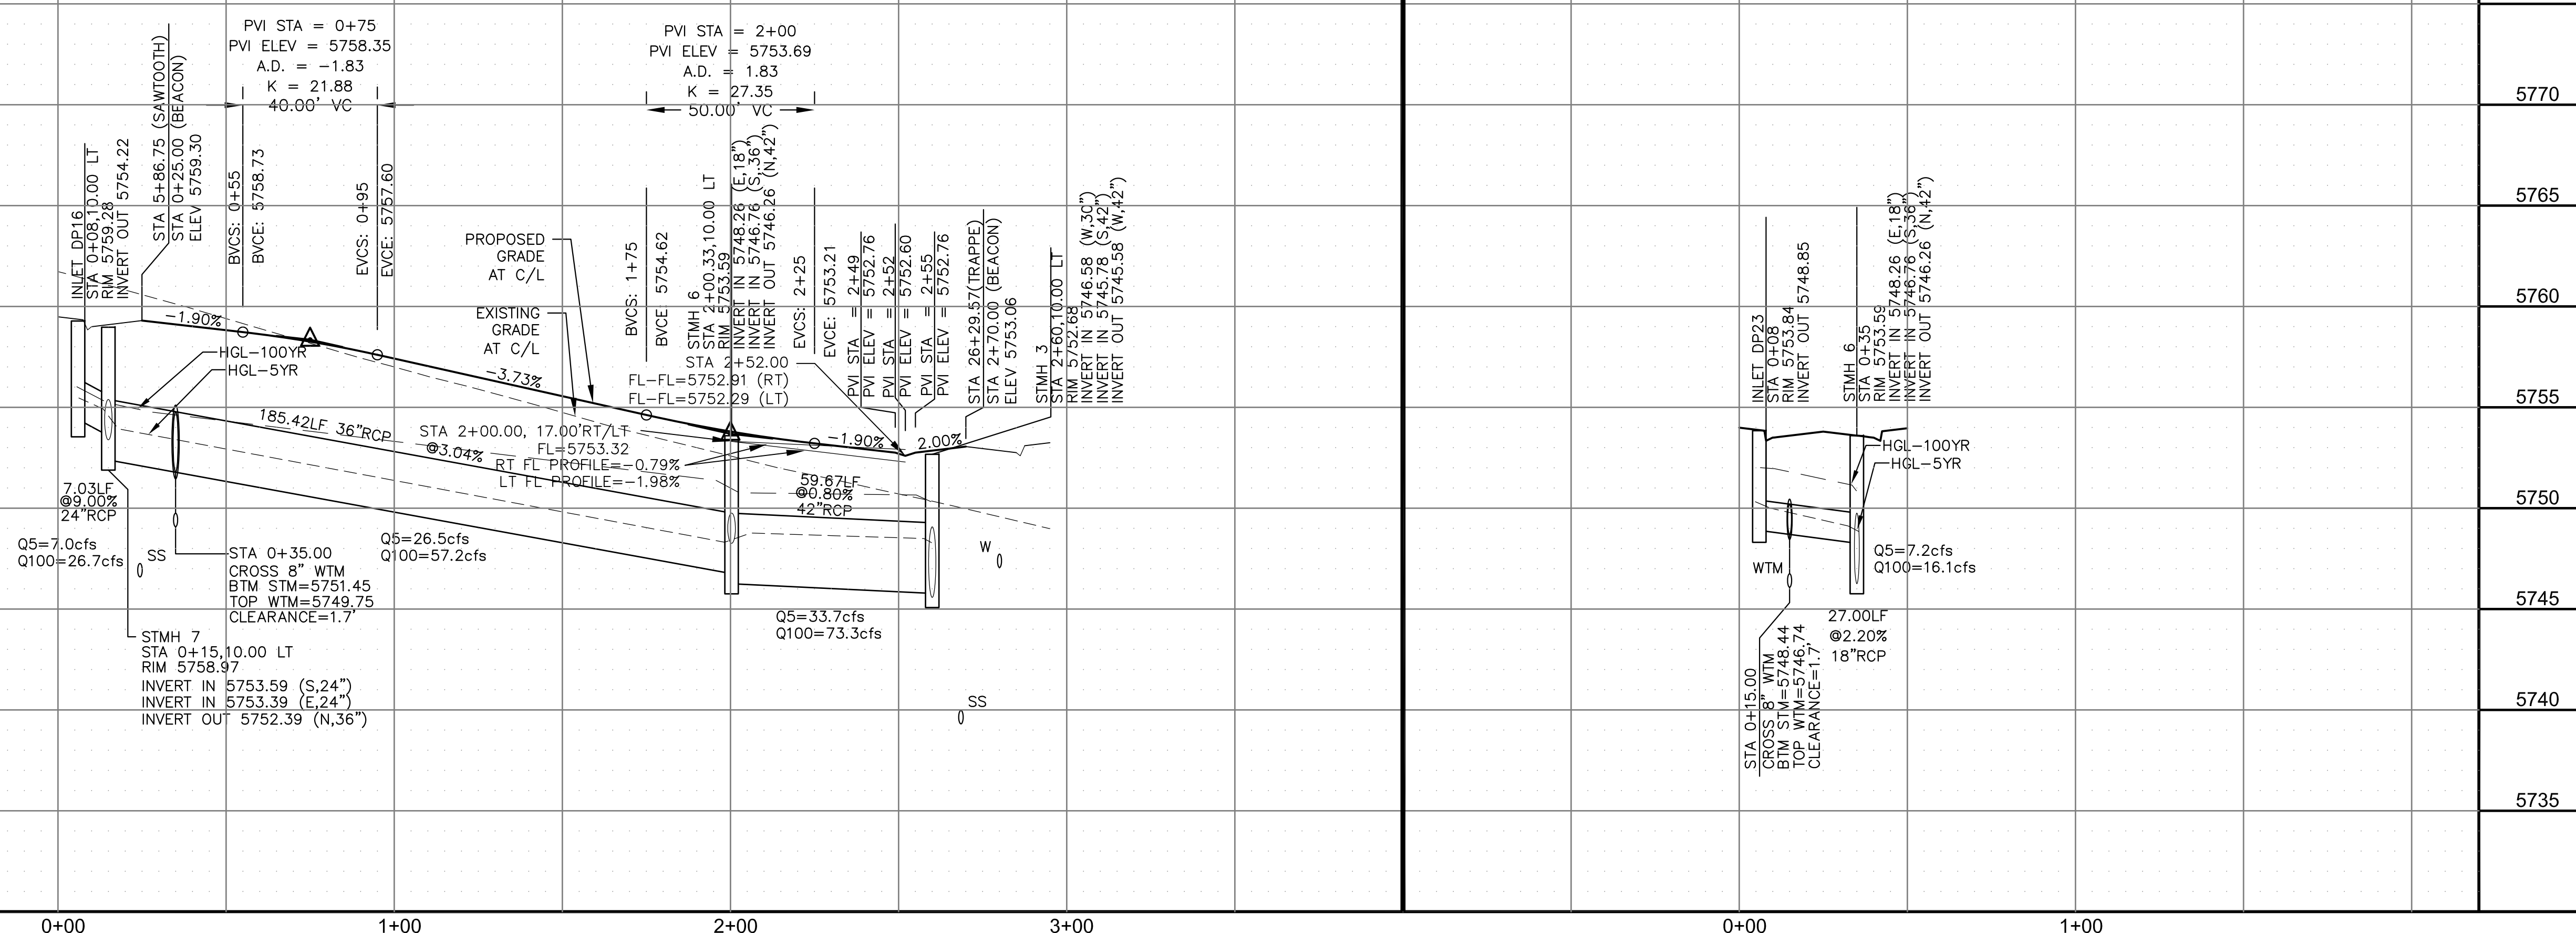 PVI STA = 0+75
PVI ELEV = 5758.35
A.D. = -1.83
K = 21.88
40.00' VC
PVI STA = 2+00
PVI ELEV = 5753.69
A.D. = 1.83
K = 27.35
50.00' VC
INLET DP16
STA 0+08,10.00 LT
RIM 5759.28
INVERT OUT 5754.22
STA 5+86.75 (SAWTOOTH)
STA 0+25.00 (BEACON)
ELEV 5759.30
BVCS: 0+55
BVCE: 5758.73
EVCS: 0+95
EVCE: 5757.60
PROPOSED
GRADE
AT C/L
EXISTING
GRADE
AT C/L
BVCS: 1+75
BVCE: 5754.62
STMH 6
STA 2+00.33,10.00 LT
RIM 5753.59
INVERT IN 5748.26 (E,18")
INVERT IN 5746.76 (S,36")
INVERT OUT 5746.26 (N,42")
EVCS: 2+25
EVCE: 5753.21
PVI STA = 2+49
PVI ELEV = 5752.76
PVI STA = 2+52
PVI ELEV = 5752.60
PVI STA = 2+55
PVI ELEV = 5752.76
STA 26+29.57(TRAPPE)
STA 2+70.00 (BEACON)
ELEV 5753.06
STMH 3
STA 2+60,10.00 LT
RIM 5752.68
INVERT IN 5746.58 (W,30")
INVERT IN 5745.78 (S,42")
INVERT OUT 5745.58 (W,42")
-1.90%
HGL-100YR
HGL-5YR
-3.73%
STA 2+52.00
FL-FL=5752.91 (RT)
FL-FL=5752.29 (LT)
185.42LF 36"RCP
@3.04%
STA 2+00.00, 17.00'RT/LT
FL=5753.32
RT FL PROFILE=-0.79%
LT FL PROFILE=-1.98%
-1.90%
2.00%
59.67LF
@0.80%
42"RCP
7.03LF
@9.00%
24"RCP
Q5=7.0cfs
Q100=26.7cfs
SS
Q5=26.5cfs
Q100=57.2cfs
STA 0+35.00
CROSS 8" WTM
BTM STM=5751.45
TOP WTM=5749.75
CLEARANCE=1.7'
W
Q5=33.7cfs
Q100=73.3cfs
STMH 7
STA 0+15,10.00 LT
RIM 5758.97
INVERT IN 5753.59 (S,24")
INVERT IN 5753.39 (E,24")
INVERT OUT 5752.39 (N,36")
SS
INLET DP23
STA 0+08
RIM 5753.84
INVERT OUT 5748.85
STMH 6
STA 0+35
RIM 5753.59
INVERT IN 5748.26 (E,18")
INVERT IN 5746.76 (S,36")
INVERT OUT 5746.26 (N,42")
HGL-100YR
HGL-5YR
Q5=7.2cfs
Q100=16.1cfs
WTM
27.00LF
@2.20%
18"RCP
STA 0+15.00
CROSS 8" WTM
BTM STM=5748.44
TOP WTM=5746.74
CLEARANCE=1.7'
5770
5765
5760
5755
5750
5745
5740
5735
0+00
1+00
2+00
3+00
0+00
1+00